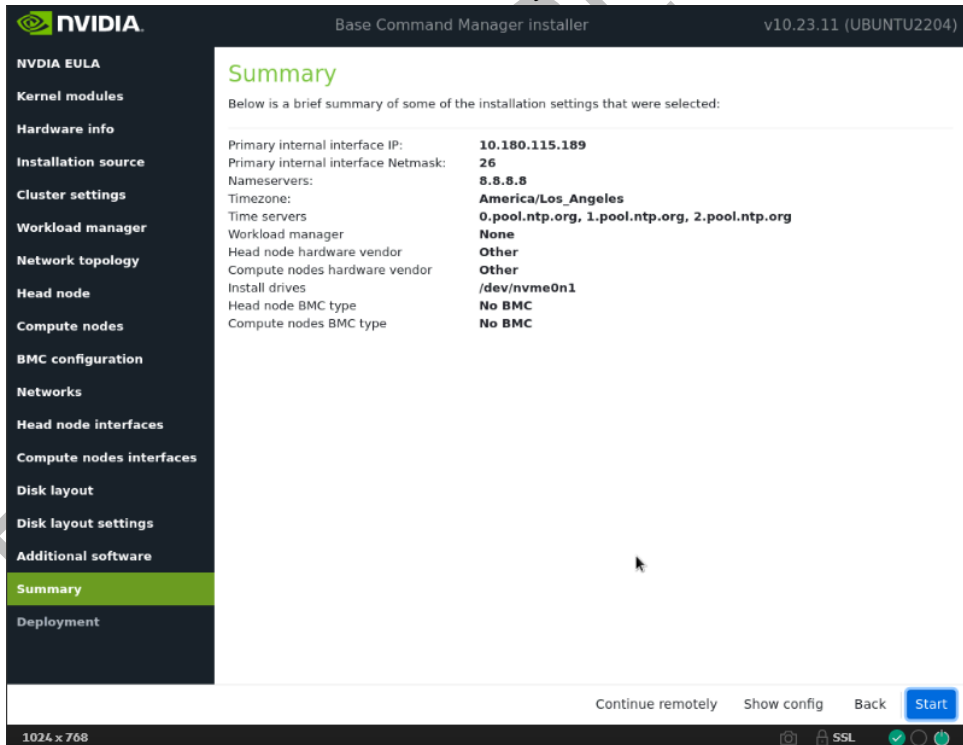 NVIDIA. Base Command Manager installer v10.23.11 (UBUNTU2204)
NVDIA EULA
Kernel modules
Hardware info
Installation source
Cluster settings
Workload manager
Network topology
Head node
Compute nodes
BMC configuration
Networks
Head node interfaces
Compute nodes interfaces
Disk layout
Disk layout settings
Additional software
Summary
Deployment
Summary
Below is a brief summary of some of the installation settings that were selected:
Primary internal interface IP: 10.180.115.189
Primary internal interface Netmask: 26
Nameservers: 8.8.8.8
Timezone: America/Los_Angeles
Time servers 0.pool.ntp.org, 1.pool.ntp.org, 2.pool.ntp.org
Workload manager None
Head node hardware vendor Other
Compute nodes hardware vendor Other
Install drives /dev/nvme0n1
Head node BMC type No BMC
Compute nodes BMC type No BMC
Continue remotely Show config Back Start
1024 x 768 SSL